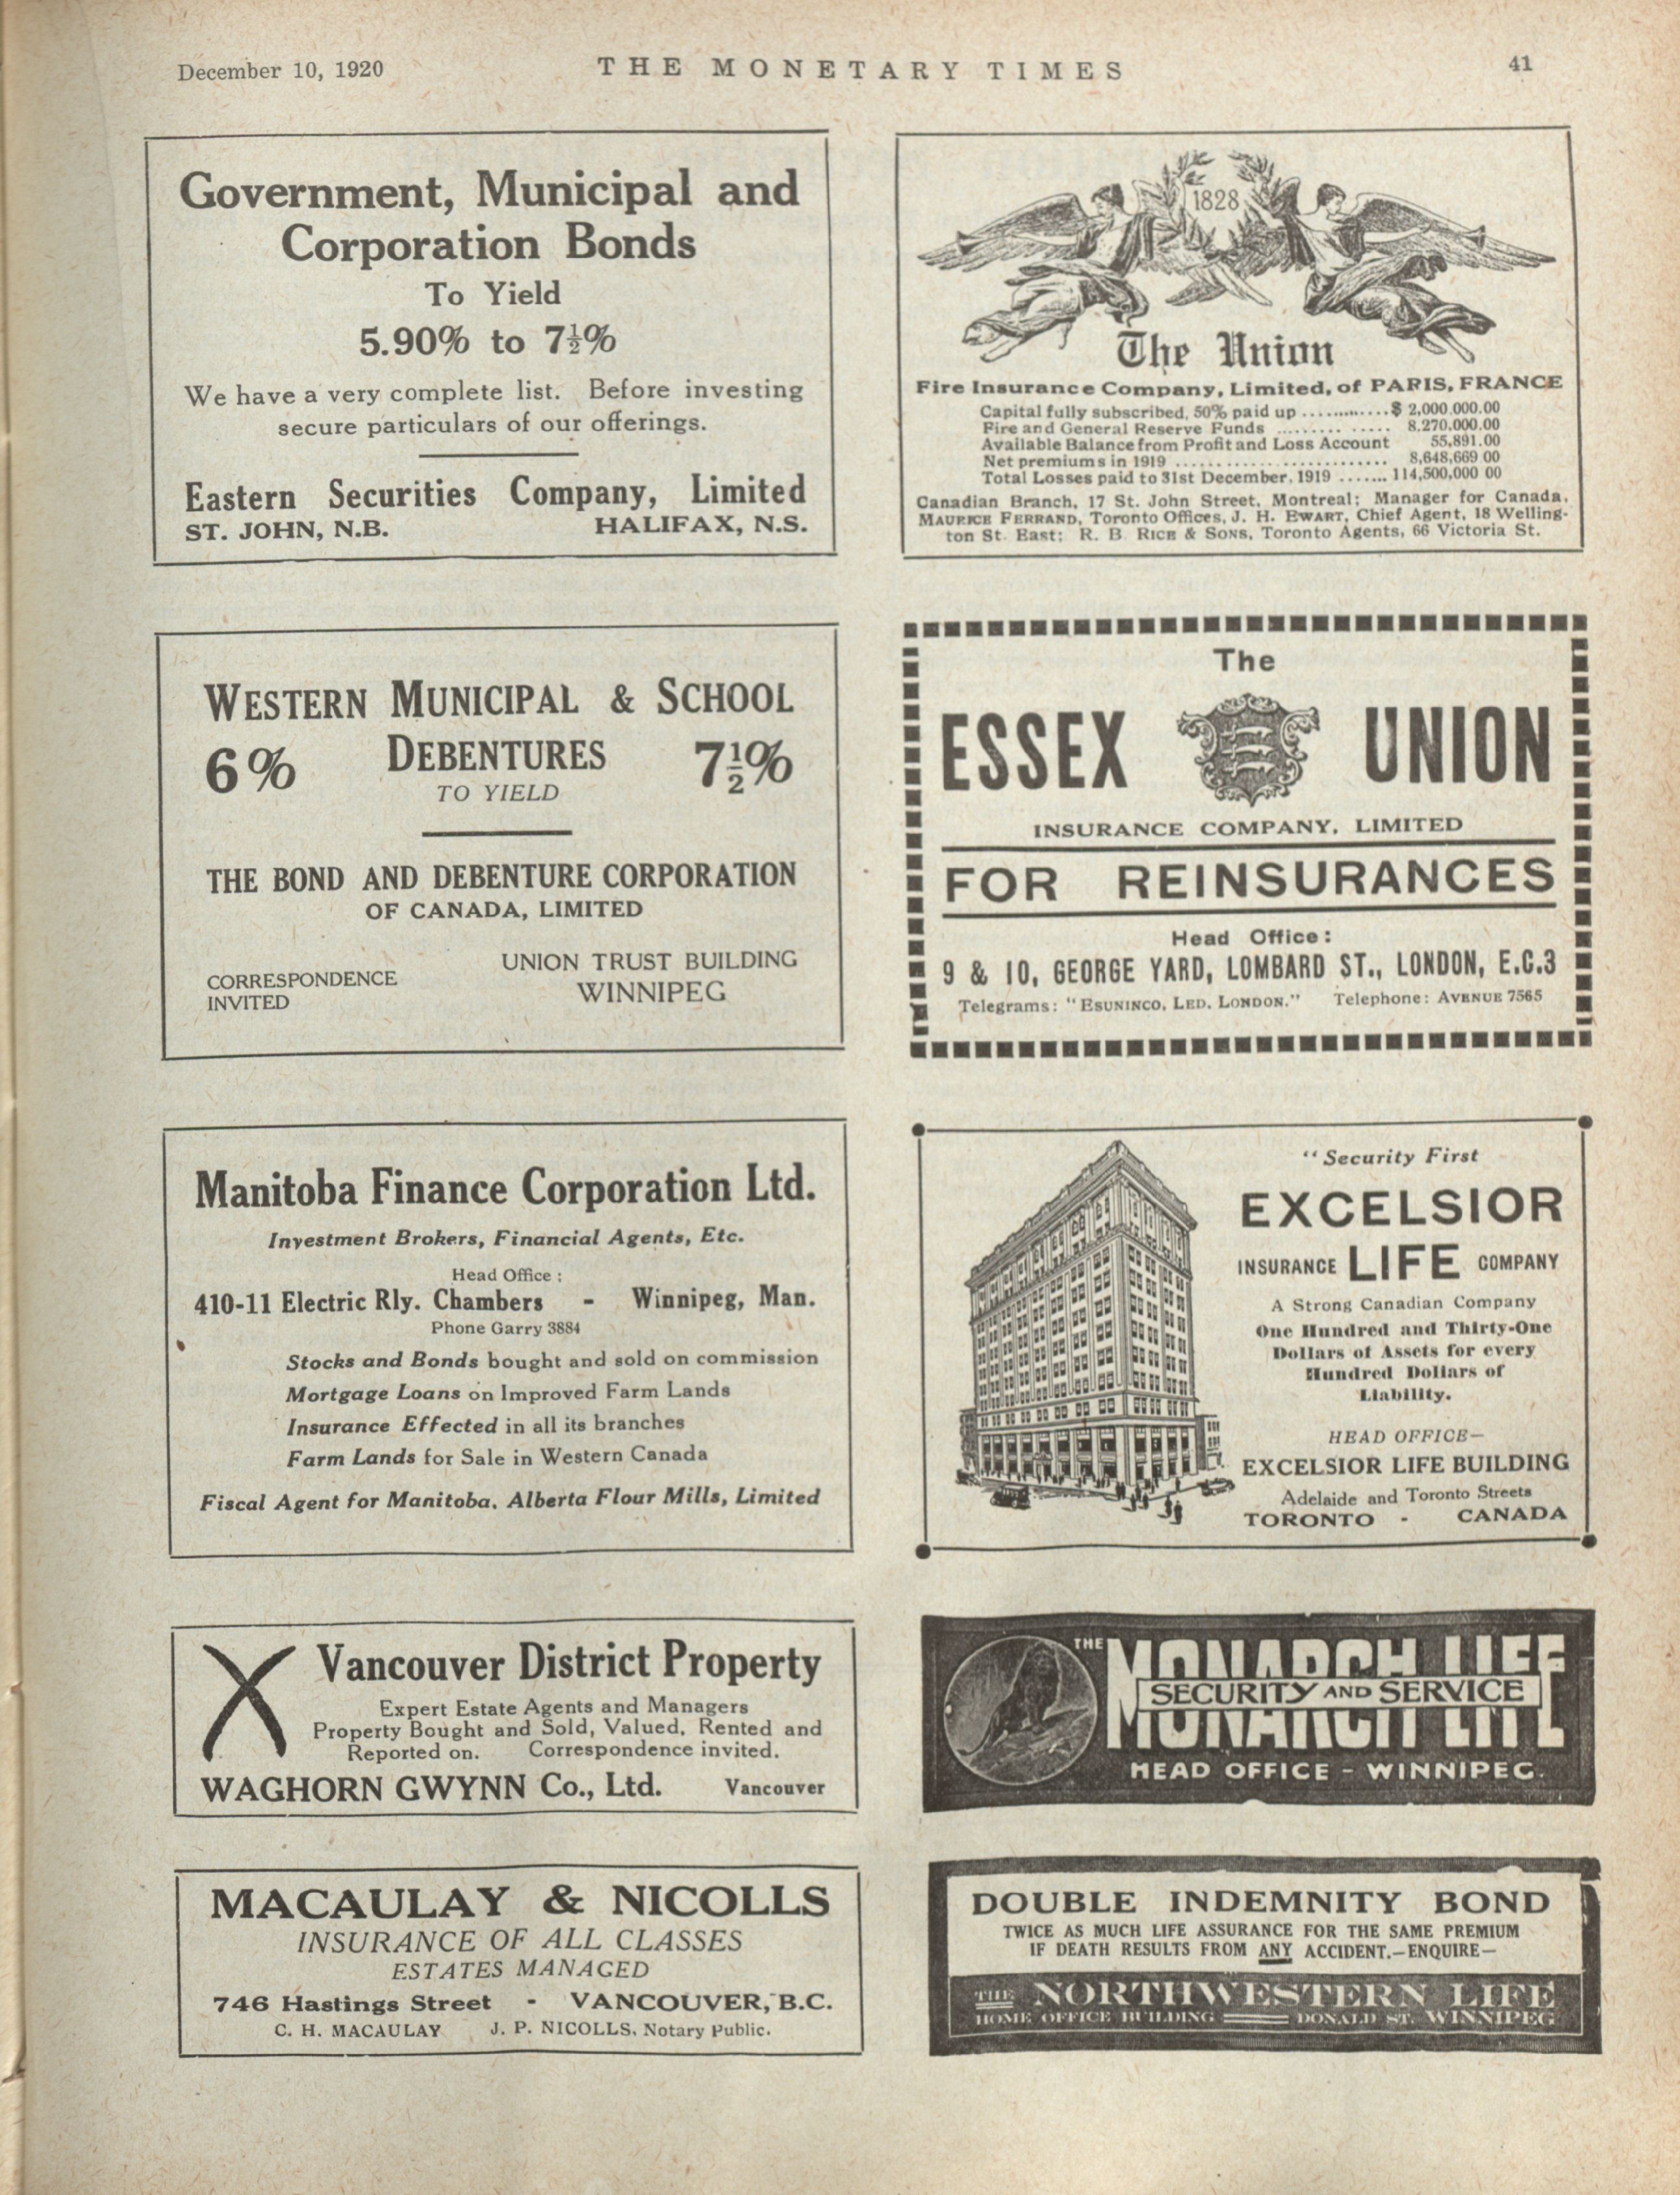 December 10, 1920 THE MONETARY TIMES 41
Government, Municipal and
Corporation Bonds
To Yield
5.90% to 7½%
We have a very complete list. Before investing
secure particulars of our offerings.
Eastern Securities Company, Limited
ST. JOHN, N.B. HALIFAX, N.S.
WESTERN MUNICIPAL & SCHOOL
6% DEBENTURES 7½%
TO YIELD
THE BOND AND DEBENTURE CORPORATION
OF CANADA, LIMITED
CORRESPONDENCE
INVITED
UNION TRUST BUILDING
WINNIPEG
Manitoba Finance Corporation Ltd.
Investment Brokers, Financial Agents, Etc.
Head Office :
410-11 Electric Rly. Chambers - Winnipeg, Man.
Phone Garry 3884
Stocks and Bonds bought and sold on commission
Mortgage Loans on Improved Farm Lands
Insurance Effected in all its branches
Farm Lands for Sale in Western Canada
Fiscal Agent for Manitoba, Alberta Flour Mills, Limited
Vancouver District Property
Expert Estate Agents and Managers
Property Bought and Sold, Valued, Rented and
Reported on. Correspondence invited.
WAGHORN GWYNN Co., Ltd. Vancouver
MACAULAY & NICOLLS
INSURANCE OF ALL CLASSES
ESTATES MANAGED
746 Hastings Street - VANCOUVER, B.C.
C. H. MACAULAY J. P. NICOLLS, Notary Public.
1828
The Union
Fire Insurance Company, Limited, of PARIS, FRANCE
Capital fully subscribed, 50% paid up ............. $ 2,000.000.00
Fire and General Reserve Funds ......... ..... 8.270,000.00
Available Balance from Profit and Loss Account 55,891.00
Net premiums in 1919 ........................... 8,648,669 00
Total Losses paid to 31st December, 1919 ....... 114,500,000 00
Canadian Branch, 17 St. John Street, Montreal; Manager for Canada,
MAURICE FERRAND, Toronto Offices, J. H. EWART, Chief Agent, 18 Welling-
ton St. East; R. B. RICE & SONS, Toronto Agents, 66 Victoria St.
The
ESSEX UNION
INSURANCE COMPANY, LIMITED
FOR REINSURANCES
Head Office :
9 & 10, GEORGE YARD, LOMBARD ST., LONDON, E.C.3
Telegrams: "ESUNINCO, LED. LONDON." Telephone: AVENUE 7565
"Security First
EXCELSIOR
INSURANCE LIFE COMPANY
A Strong Canadian Company
One Hundred and Thirty-One
Dollars of Assets for every
Hundred Dollars of
Liability.
HEAD OFFICE—
EXCELSIOR LIFE BUILDING
Adelaide and Toronto Streets
TORONTO - CANADA
THE MONARCH LIFE
SECURITY AND SERVICE
MONARCH LIFE
HEAD OFFICE - WINNIPEG.
DOUBLE INDEMNITY BOND
TWICE AS MUCH LIFE ASSURANCE FOR THE SAME PREMIUM
IF DEATH RESULTS FROM ANY ACCIDENT.—ENQUIRE—
THE NORTHWESTERN LIFE
HOME OFFICE BUILDING DONALD ST. WINNIPEG